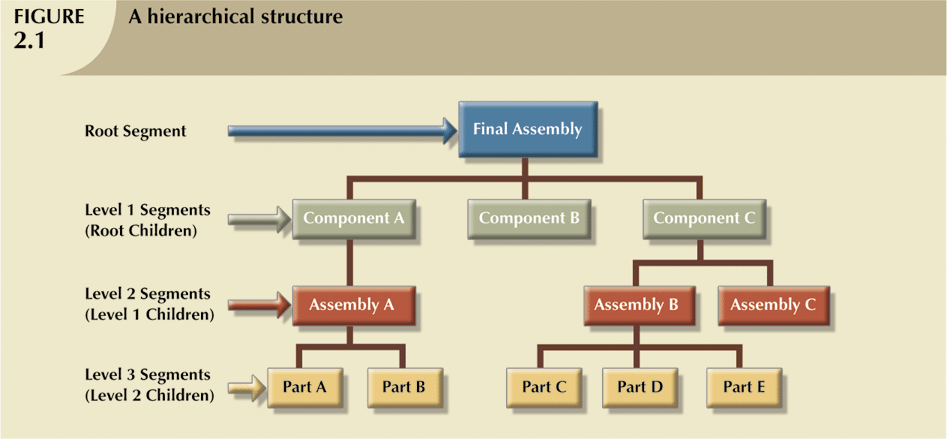 FIGURE
2.1
A hierarchical structure
Root Segment
Final Assembly
Level 1 Segments
(Root Children)
Component A
Component B
Component C
Level 2 Segments
(Level 1 Children)
Assembly A
Assembly B
Assembly C
Level 3 Segments
(Level 2 Children)
Part A
Part B
Part C
Part D
Part E